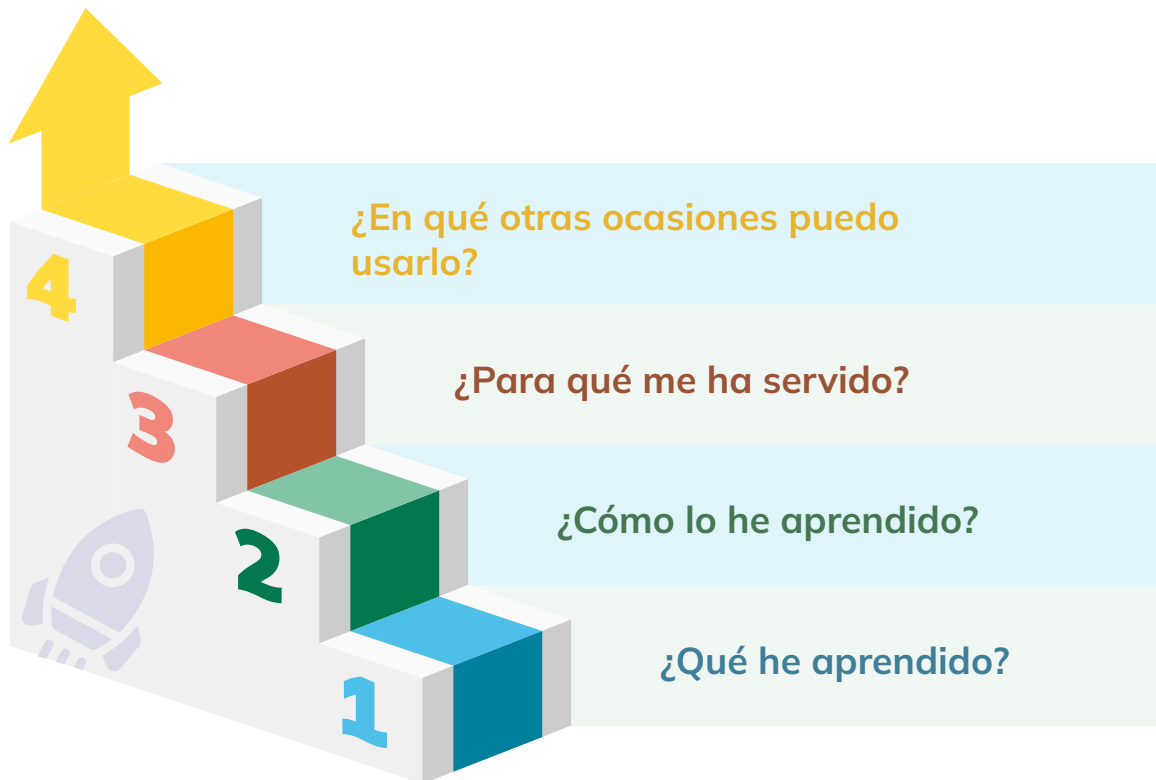 4
¿En qué otras ocasiones puedo
usarlo?
3
¿Para qué me ha servido?
2
¿Cómo lo he aprendido?
1
¿Qué he aprendido?